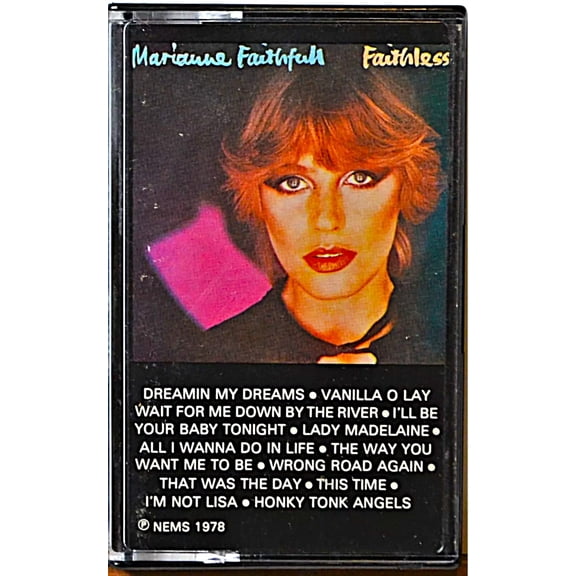 Marianne Faithfull Faithless
DREAMIN MY DREAMS • VANILLA O LAY
WAIT FOR ME DOWN BY THE RIVER • I'LL BE
YOUR BABY TONIGHT • LADY MADELAINE •
ALL I WANNA DO IN LIFE • THE WAY YOU
WANT ME TO BE • WRONG ROAD AGAIN •
THAT WAS THE DAY • THIS TIME •
I'M NOT LISA • HONKY TONK ANGELS
℗ NEMS 1978